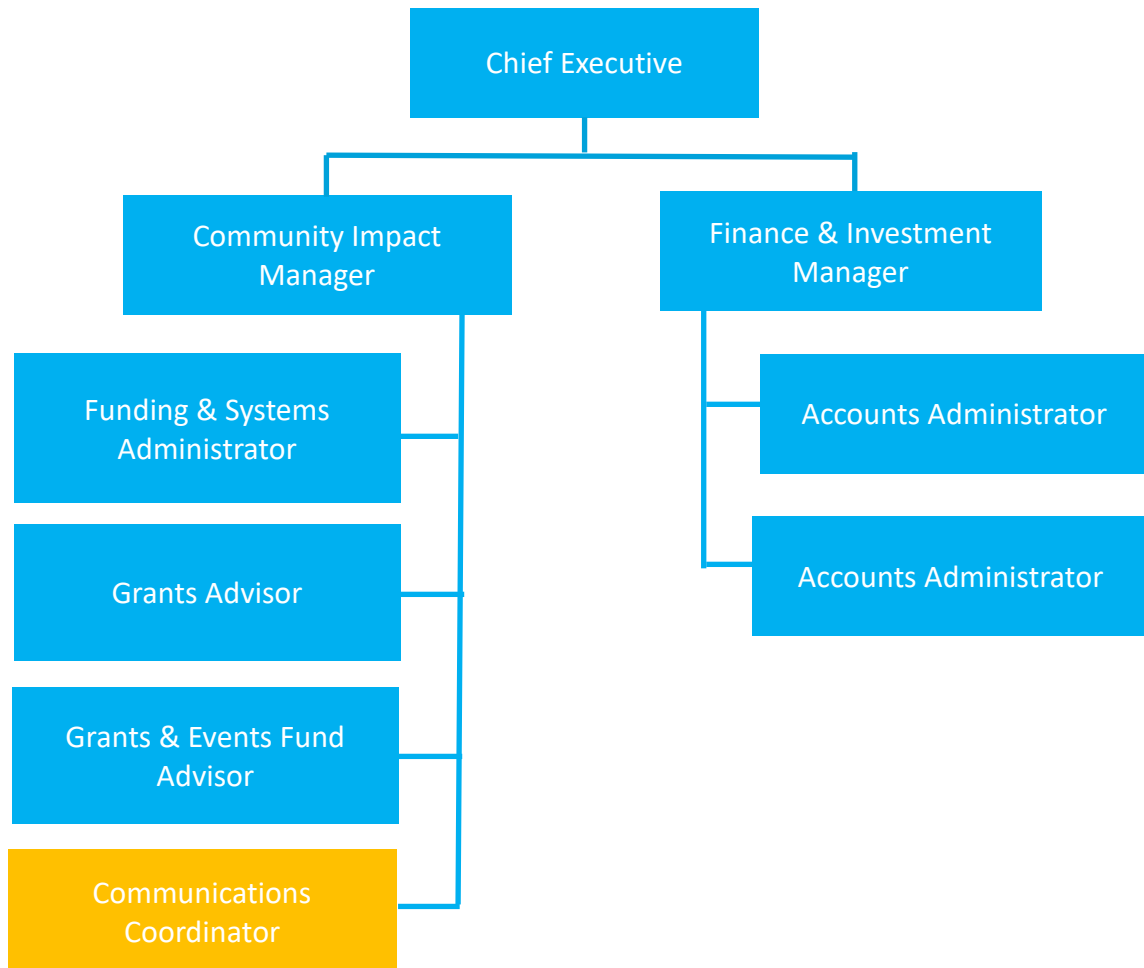 Chief Executive
Community Impact
Manager
Finance & Investment
Manager
Funding & Systems
Administrator
Accounts Administrator
Grants Advisor
Accounts Administrator
Grants & Events Fund
Advisor
Communications
Coordinator